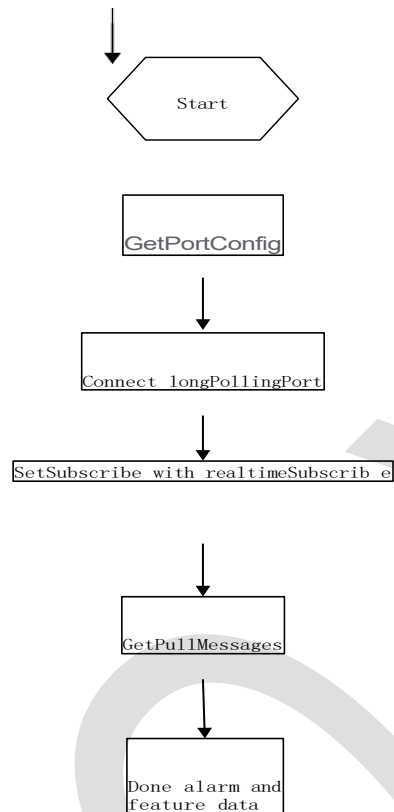 Start
GetPortConfig
Connect longPollingPort
SetSubscribe with realtimeSubscrib e
GetPullMessages
Done alarm and
feature data